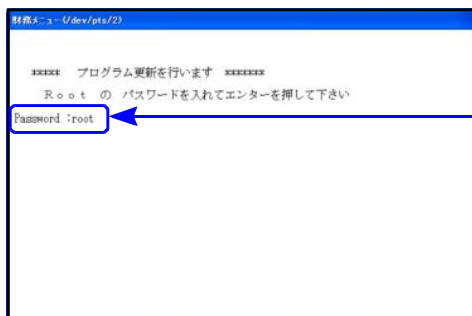 財務メニュー(/dev/pts/2)
***** プログラム更新を行います *******
Ｒｏｏｔ の パスワードを入れてエンターを押して下さい
Password :root